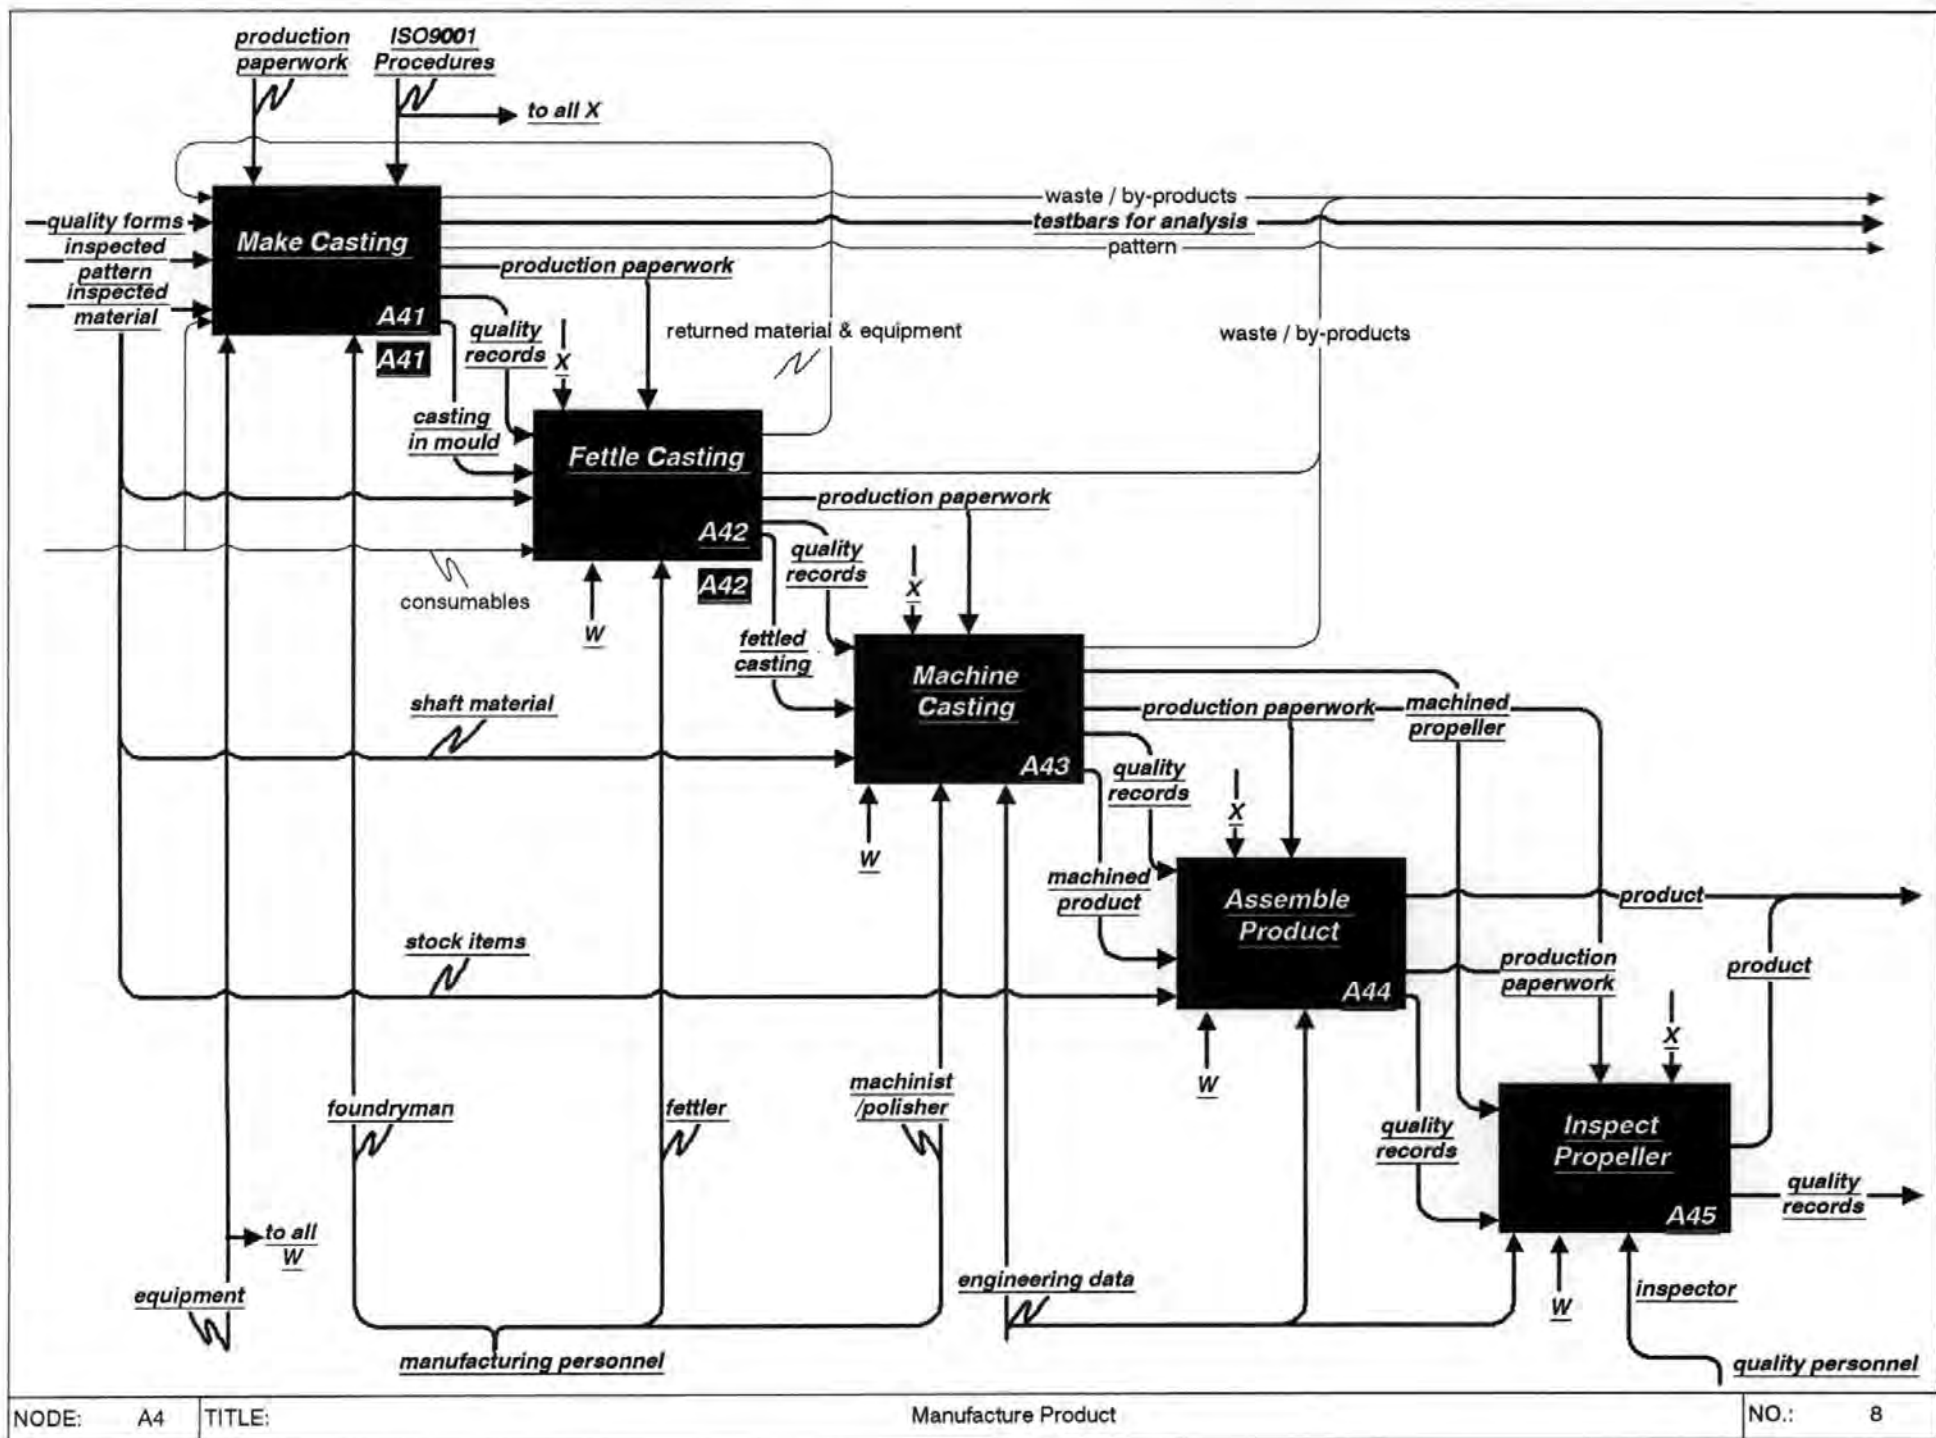 production
paperwork
ISO9001
Procedures
to all X
quality forms
inspected
pattern
inspected
material
Make Casting
A41
A41
waste / by-products
testbars for analysis
pattern
production paperwork
quality
records
X
returned material & equipment
waste / by-products
casting
in mould
Fettle Casting
A42
A42
production paperwork
quality
records
X
consumables
W
fettled
casting
Machine
Casting
A43
shaft material
production paperwork
machined
propeller
quality
records
X
W
machined
product
Assemble
Product
A44
product
stock items
production
paperwork
product
X
W
foundryman
fettler
machinist
/polisher
quality
records
Inspect
Propeller
A45
quality
records
to all
W
equipment
engineering data
W
inspector
manufacturing personnel
quality personnel
NODE: A4 TITLE: Manufacture Product NO.: 8